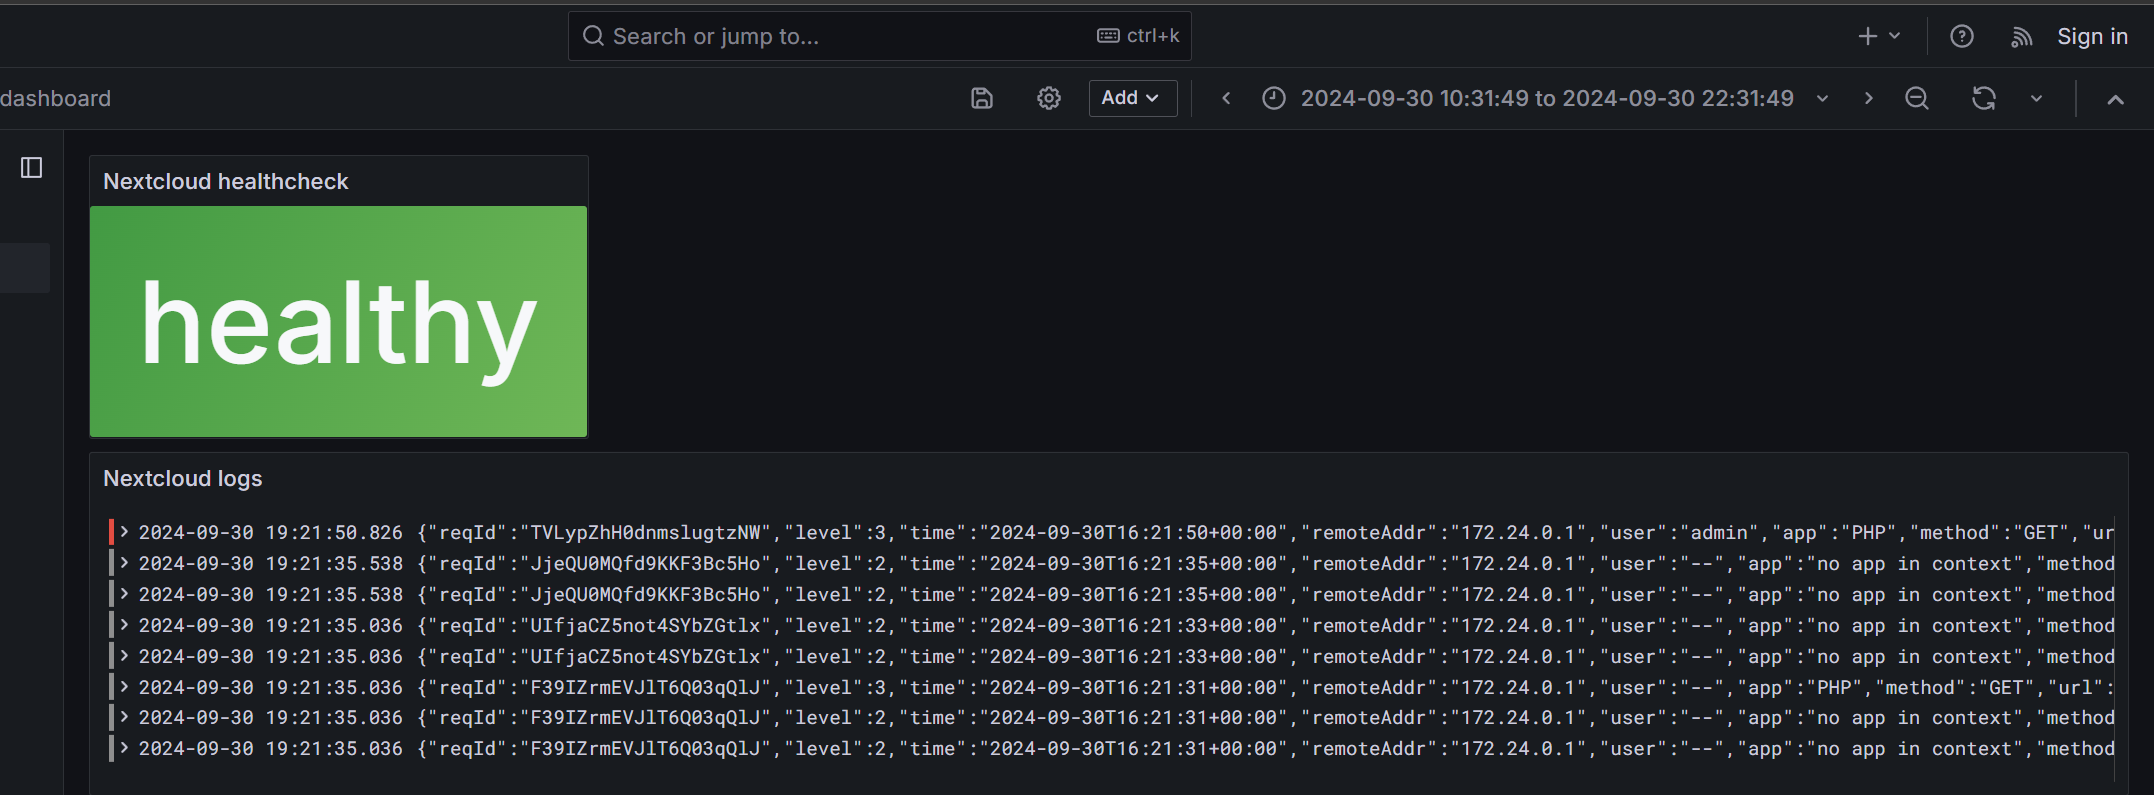 Search or jump to... ctrl+k Sign in
dashboard Add 2024-09-30 10:31:49 to 2024-09-30 22:31:49
Nextcloud healthcheck
healthy
Nextcloud logs
2024-09-30 19:21:50.826 {"reqId":"TVLypZhH0dnmslugtzNW","level":3,"time":"2024-09-30T16:21:50+00:00","remoteAddr":"172.24.0.1","user":"admin","app":"PHP","method":"GET","ur
2024-09-30 19:21:35.538 {"reqId":"JjeQU0MQfd9KKF3Bc5Ho","level":2,"time":"2024-09-30T16:21:35+00:00","remoteAddr":"172.24.0.1","user":"--","app":"no app in context","method
2024-09-30 19:21:35.538 {"reqId":"JjeQU0MQfd9KKF3Bc5Ho","level":2,"time":"2024-09-30T16:21:35+00:00","remoteAddr":"172.24.0.1","user":"--","app":"no app in context","method
2024-09-30 19:21:35.036 {"reqId":"UIfjaCZ5not4SYbZGtlx","level":2,"time":"2024-09-30T16:21:33+00:00","remoteAddr":"172.24.0.1","user":"--","app":"no app in context","method
2024-09-30 19:21:35.036 {"reqId":"UIfjaCZ5not4SYbZGtlx","level":2,"time":"2024-09-30T16:21:33+00:00","remoteAddr":"172.24.0.1","user":"--","app":"no app in context","method
2024-09-30 19:21:35.036 {"reqId":"F39IZrmEVJlT6Q03qQlJ","level":3,"time":"2024-09-30T16:21:31+00:00","remoteAddr":"172.24.0.1","user":"--","app":"PHP","method":"GET","url":
2024-09-30 19:21:35.036 {"reqId":"F39IZrmEVJlT6Q03qQlJ","level":2,"time":"2024-09-30T16:21:31+00:00","remoteAddr":"172.24.0.1","user":"--","app":"no app in context","method
2024-09-30 19:21:35.036 {"reqId":"F39IZrmEVJlT6Q03qQlJ","level":2,"time":"2024-09-30T16:21:31+00:00","remoteAddr":"172.24.0.1","user":"--","app":"no app in context","method